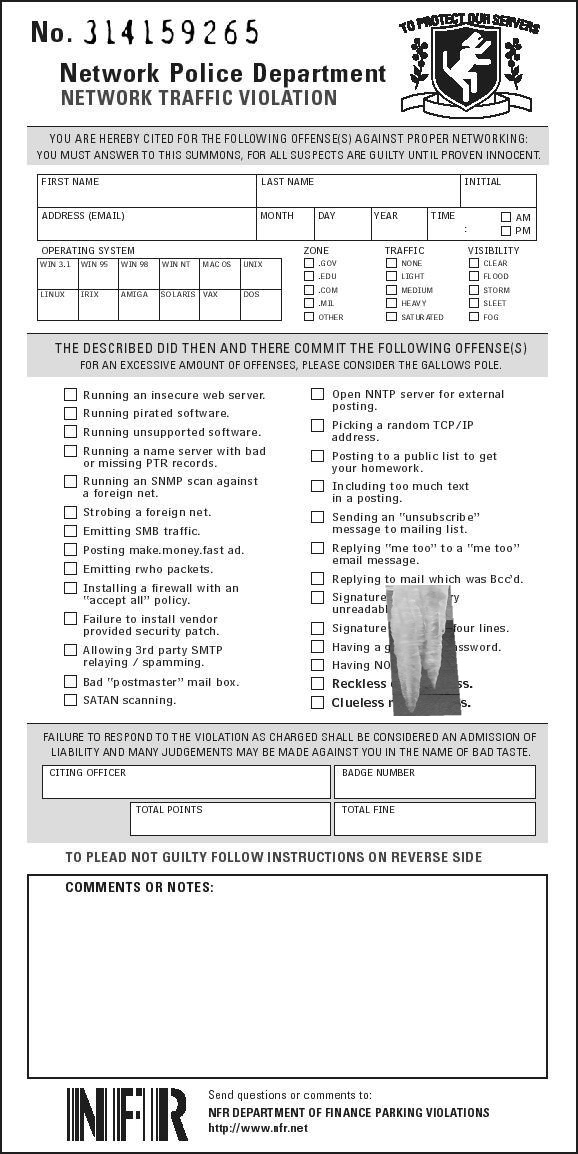 No. 314159265
TO PROTECT OUR SERVERS
Network Police Department
NETWORK TRAFFIC VIOLATION
YOU ARE HEREBY CITED FOR THE FOLLOWING OFFENSE(S) AGAINST PROPER NETWORKING:
YOU MUST ANSWER TO THIS SUMMONS, FOR ALL SUSPECTS ARE GUILTY UNTIL PROVEN INNOCENT.
FIRST NAME LAST NAME INITIAL
ADDRESS (EMAIL) MONTH DAY YEAR TIME : AM
PM
OPERATING SYSTEM ZONE TRAFFIC VISIBILITY
WIN 3.1 WIN 95 WIN 98 WIN NT MAC OS UNIX .GOV NONE CLEAR
.EDU LIGHT FLOOD
LINUX IRIX AMIGA SOLARIS VAX DOS .COM MEDIUM STORM
.MIL HEAVY SLEET
OTHER SATURATED FOG
THE DESCRIBED DID THEN AND THERE COMMIT THE FOLLOWING OFFENSE(S)
FOR AN EXCESSIVE AMOUNT OF OFFENSES, PLEASE CONSIDER THE GALLOWS POLE.
Running an insecure web server.
Running pirated software.
Running unsupported software.
Running a name server with bad
or missing PTR records.
Running an SNMP scan against
a foreign net.
Strobing a foreign net.
Emitting SMB traffic.
Posting make.money.fast ad.
Emitting rwho packets.
Installing a firewall with an
"accept all" policy.
Failure to install vendor
provided security patch.
Allowing 3rd party SMTP
relaying / spamming.
Bad "postmaster" mail box.
SATAN scanning.
Open NNTP server for external
posting.
Picking a random TCP/IP
address.
Posting to a public list to get
your homework.
Including too much text
in a posting.
Sending an "unsubscribe"
message to mailing list.
Replying "me too" to a "me too"
email message.
Replying to mail which was Bcc'd.
Signature
Signature four lines.
Having a
Having NO
Reckless
Clueless
FAILURE TO RESPOND TO THE VIOLATION AS CHARGED SHALL BE CONSIDERED AN ADMISSION OF
LIABILITY AND MANY JUDGEMENTS MAY BE MADE AGAINST YOU IN THE NAME OF BAD TASTE.
CITING OFFICER BADGE NUMBER
TOTAL POINTS TOTAL FINE
TO PLEAD NOT GUILTY FOLLOW INSTRUCTIONS ON REVERSE SIDE
COMMENTS OR NOTES:
NFR
Send questions or comments to:
NFR DEPARTMENT OF FINANCE PARKING VIOLATIONS
http://www.nfr.net